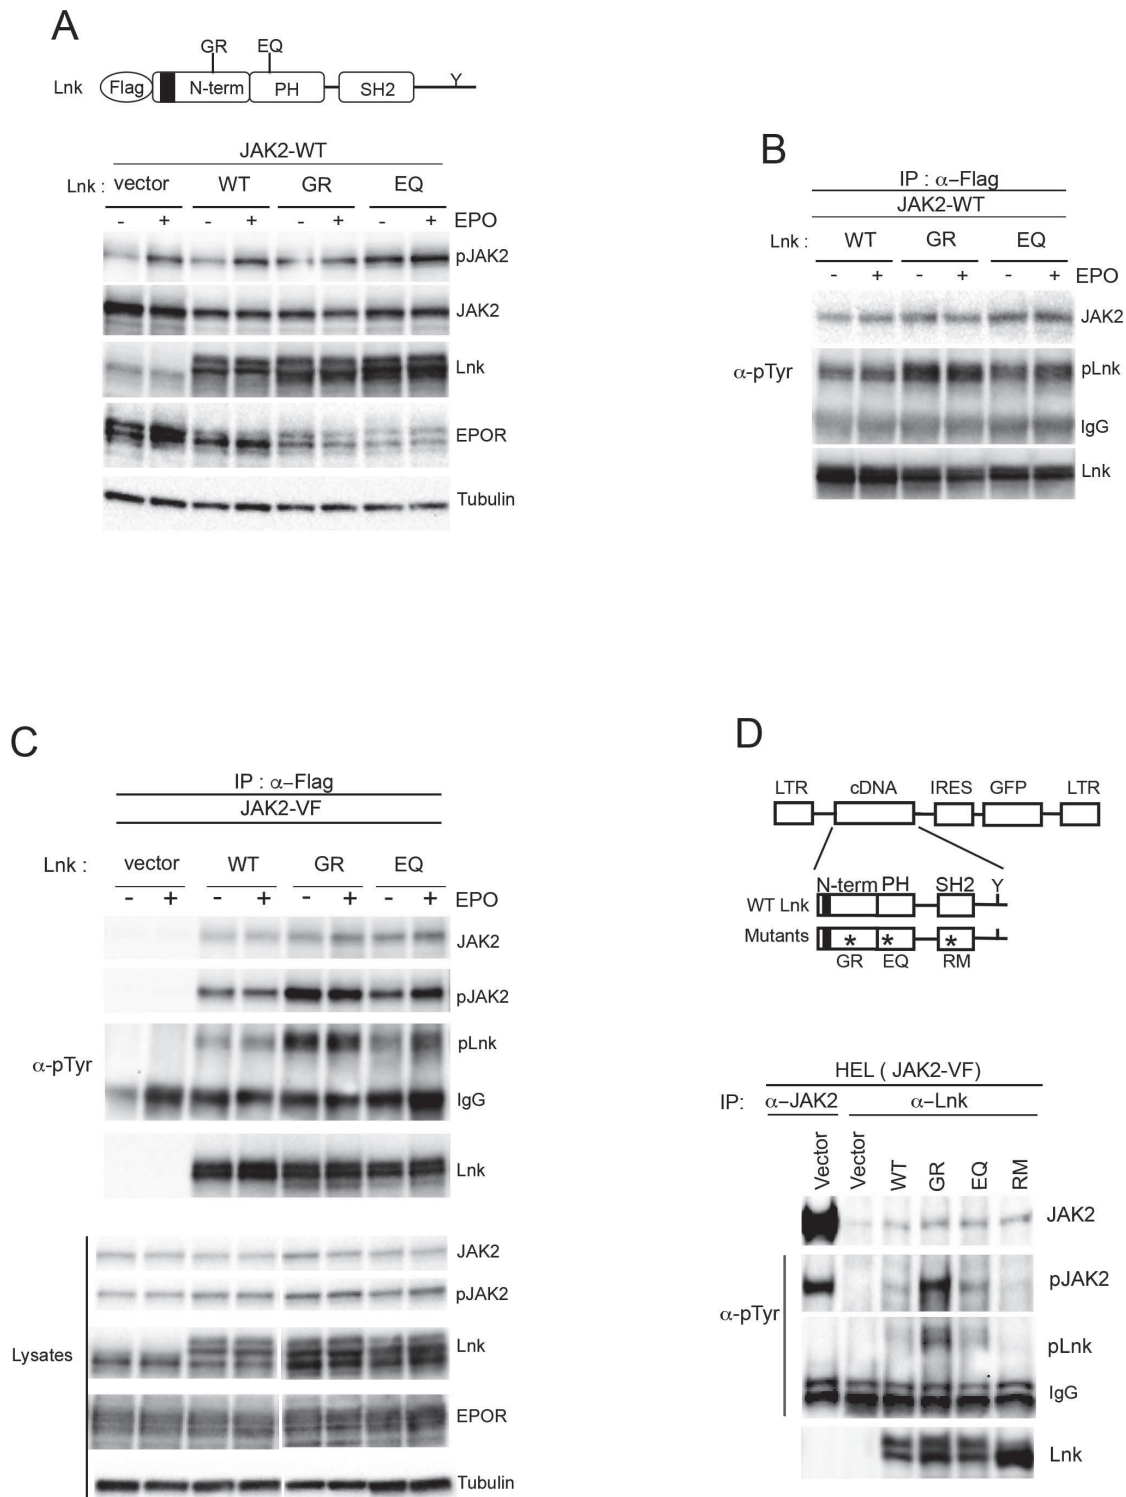 A
GR EQ
Lnk Flag N-term PH SH2 Y
JAK2-WT
Lnk : vector WT GR EQ
- + - + - + - + EPO
pJAK2
JAK2
Lnk
EPOR
Tubulin
B
IP : α–Flag
JAK2-WT
Lnk : WT GR EQ
- + - + - + EPO
JAK2
α-pTyr pLnk
IgG
Lnk
C
IP : α–Flag
JAK2-VF
Lnk : vector WT GR EQ
- + - + - + - + EPO
JAK2
pJAK2
α-pTyr pLnk
IgG
Lnk
JAK2
pJAK2
Lysates Lnk
EPOR
Tubulin
D
LTR cDNA IRES GFP LTR
N-term PH SH2 Y
WT Lnk
Mutants * * *
GR EQ RM
HEL ( JAK2-VF)
IP: α–JAK2 α–Lnk
Vector Vector WT GR EQ RM
JAK2
pJAK2
α-pTyr
pLnk
IgG
Lnk